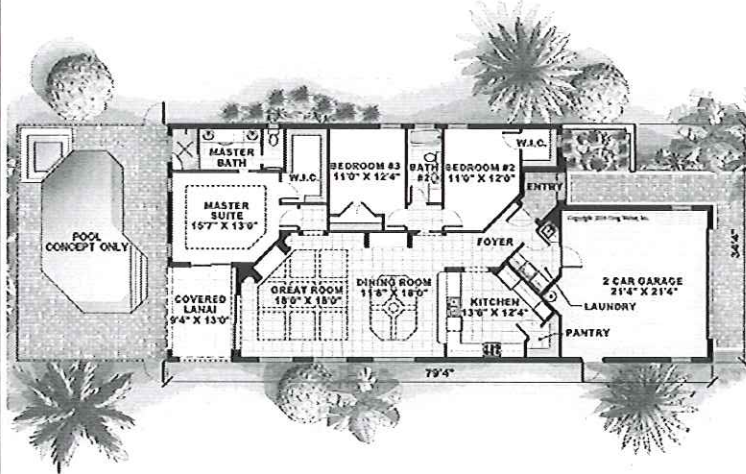 MASTER
BATH
W.I.C.
BEDROOM #3
11'0" X 12'4"
BATH
#2
BEDROOM #2
11'0" X 12'0"
W.I.C.
ENTRY
MASTER
SUITE
15'7" X 13'0"
POOL
CONCEPT ONLY
FOYER
2 CAR GARAGE
21'4" X 21'4"
34'4"
COVERED
LANAI
9'4" X 13'0"
GREAT ROOM
18'0" X 18'0"
DINING ROOM
11'8" X 18'0"
KITCHEN
13'6" X 12'4"
LAUNDRY
PANTRY
79'4"